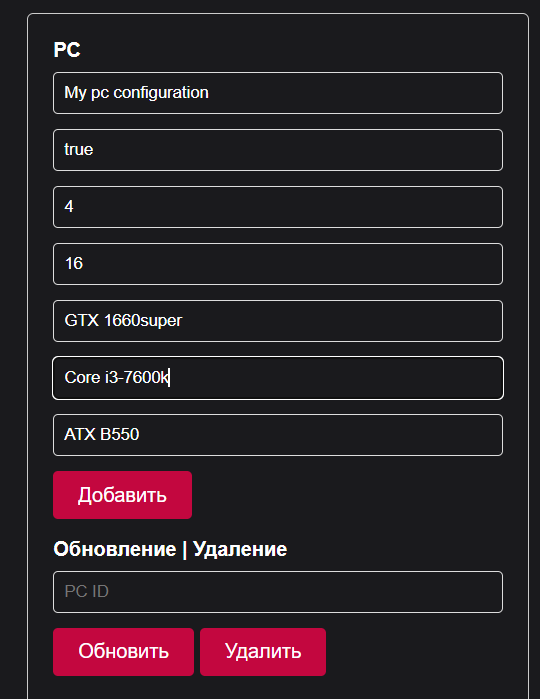 PC
My pc configuration
true
4
16
GTX 1660super
Core i3-7600k
ATX B550
Добавить
Обновление | Удаление
PC ID
Обновить Удалить